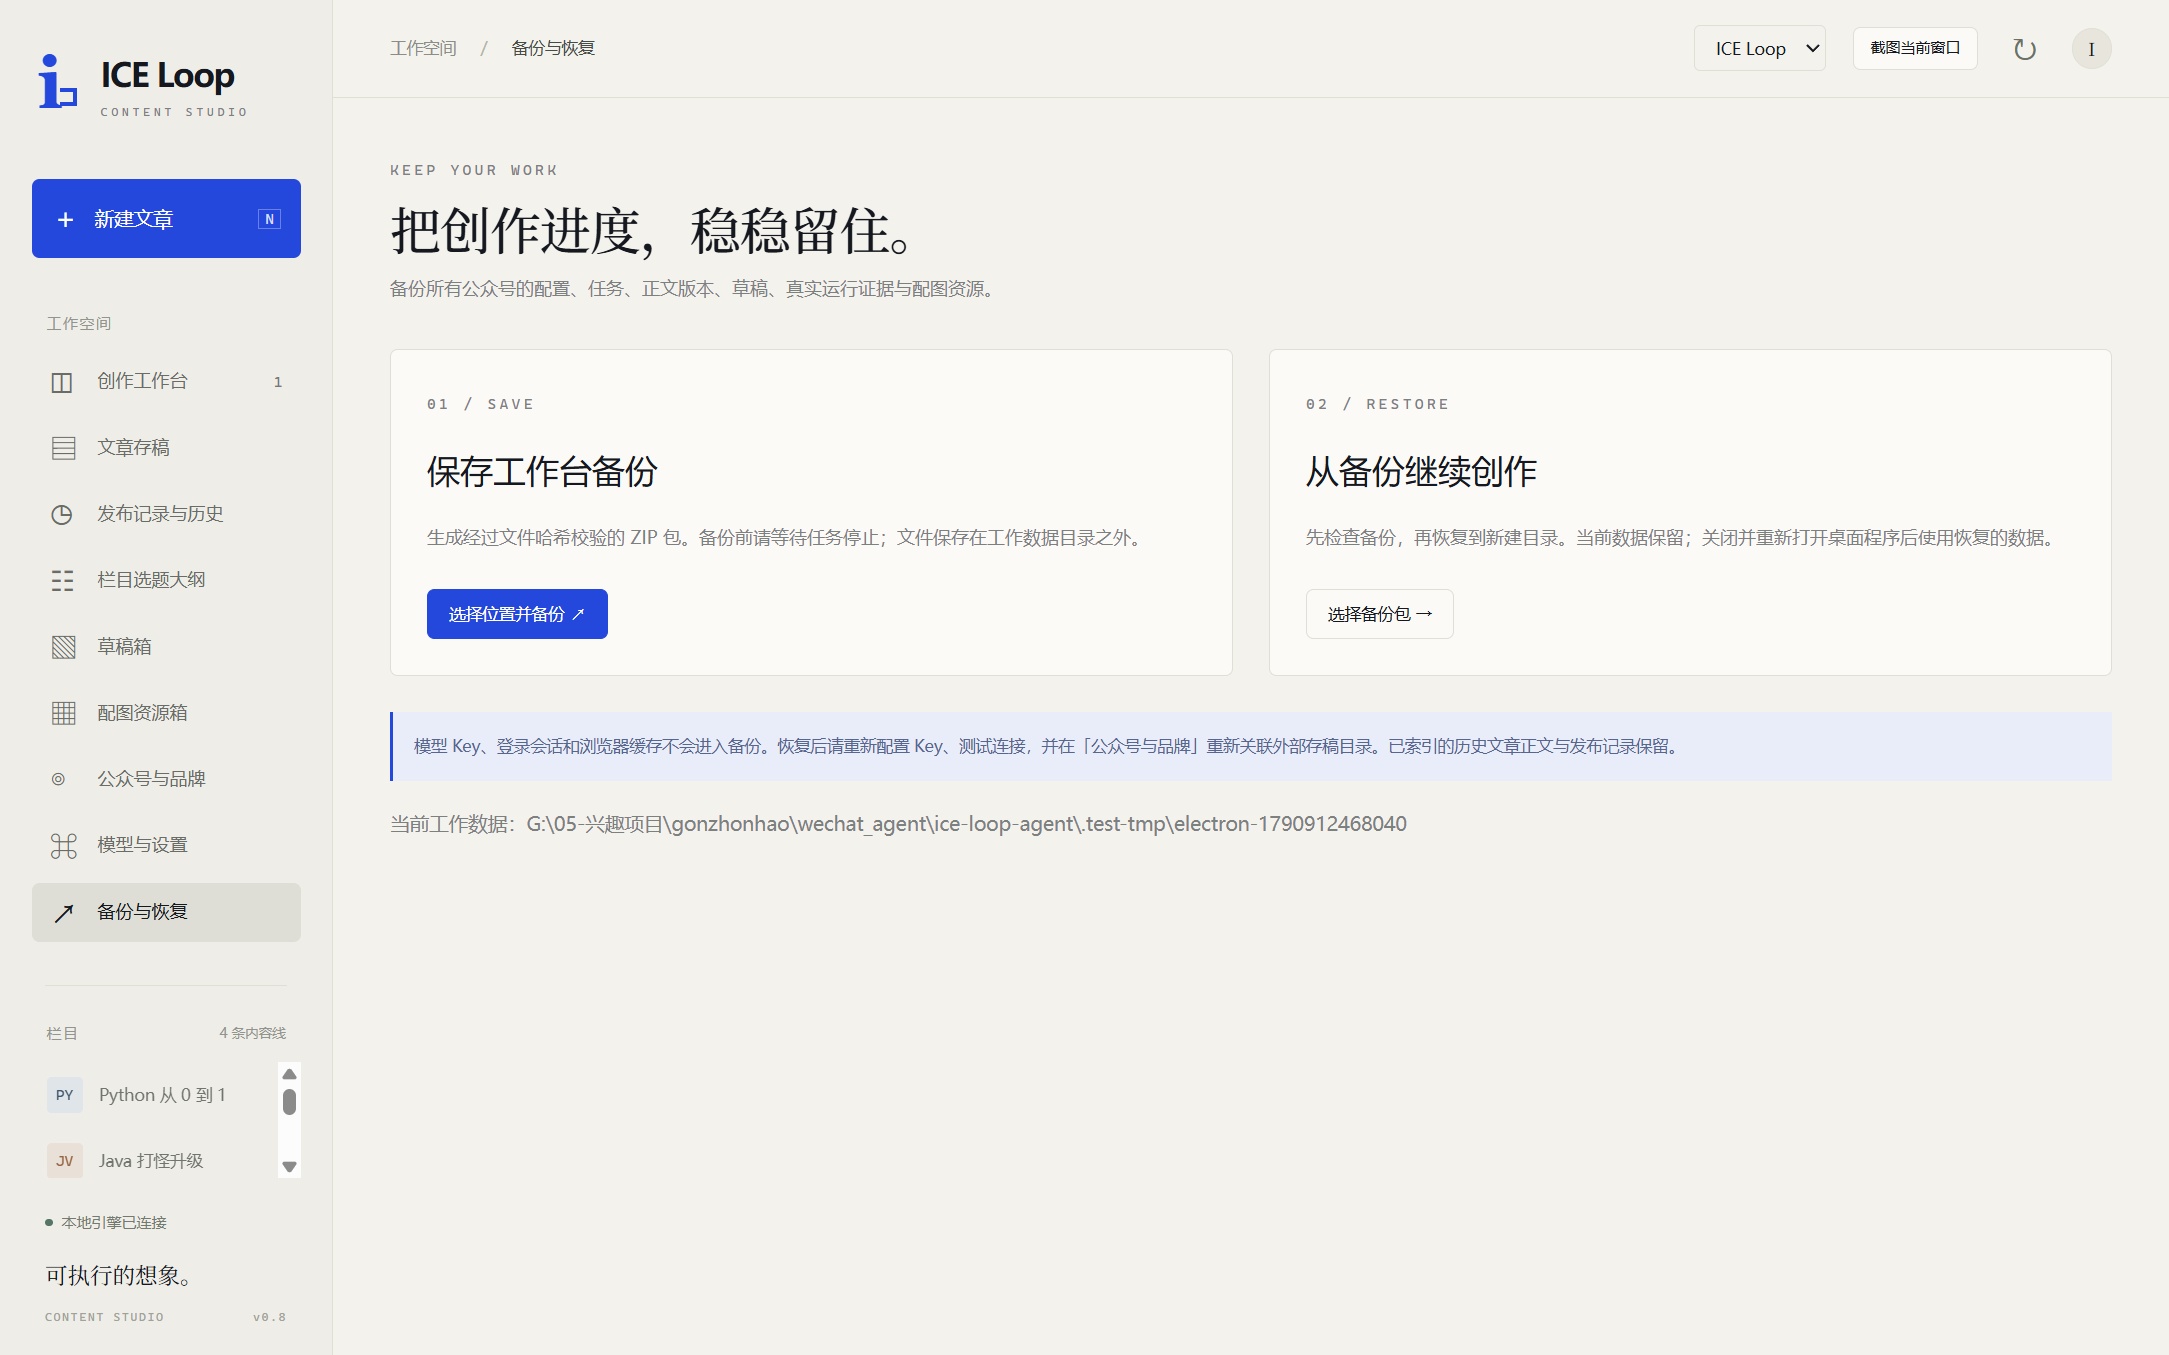 ICE Loop
CONTENT STUDIO
+ 新建文章 N
工作空间
创作工作台 1
文章存稿
发布记录与历史
栏目选题大纲
草稿箱
配图资源箱
公众号与品牌
模型与设置
备份与恢复
栏目 4 条内容线
PY Python 从 0 到 1
JV Java 打怪升级
本地引擎已连接
可执行的想象。
CONTENT STUDIO v0.8
工作空间 / 备份与恢复
ICE Loop
截图当前窗口
I
KEEP YOUR WORK
把创作进度，稳稳留住。
备份所有公众号的配置、任务、正文版本、草稿、真实运行证据与配图资源。
01 / SAVE
保存工作台备份
生成经过文件哈希校验的 ZIP 包。备份前请等待任务停止；文件保存在工作数据目录之外。
选择位置并备份 ↗
02 / RESTORE
从备份继续创作
先检查备份，再恢复到新建目录。当前数据保留；关闭并重新打开桌面程序后使用恢复的数据。
选择备份包 →
模型 Key、登录会话和浏览器缓存不会进入备份。恢复后请重新配置 Key、测试连接，并在「公众号与品牌」重新关联外部存稿目录。已索引的历史文章正文与发布记录保留。
当前工作数据：G:\05-兴趣项目\gonzhonhao\wechat_agent\ice-loop-agent\.test-tmp\electron-1790912468040